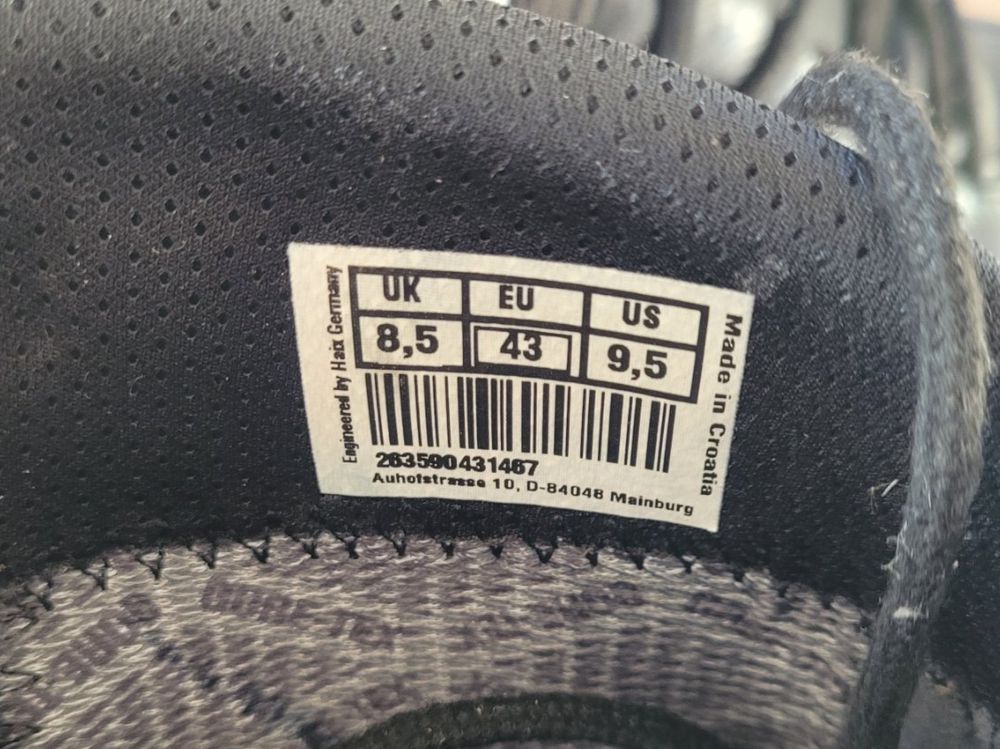 Engineered by Haix Germany
UK EU US
8,5 43 9,5
263590431467
Auhofstrasse 10, D-84048 Mainburg
Made in Croatia